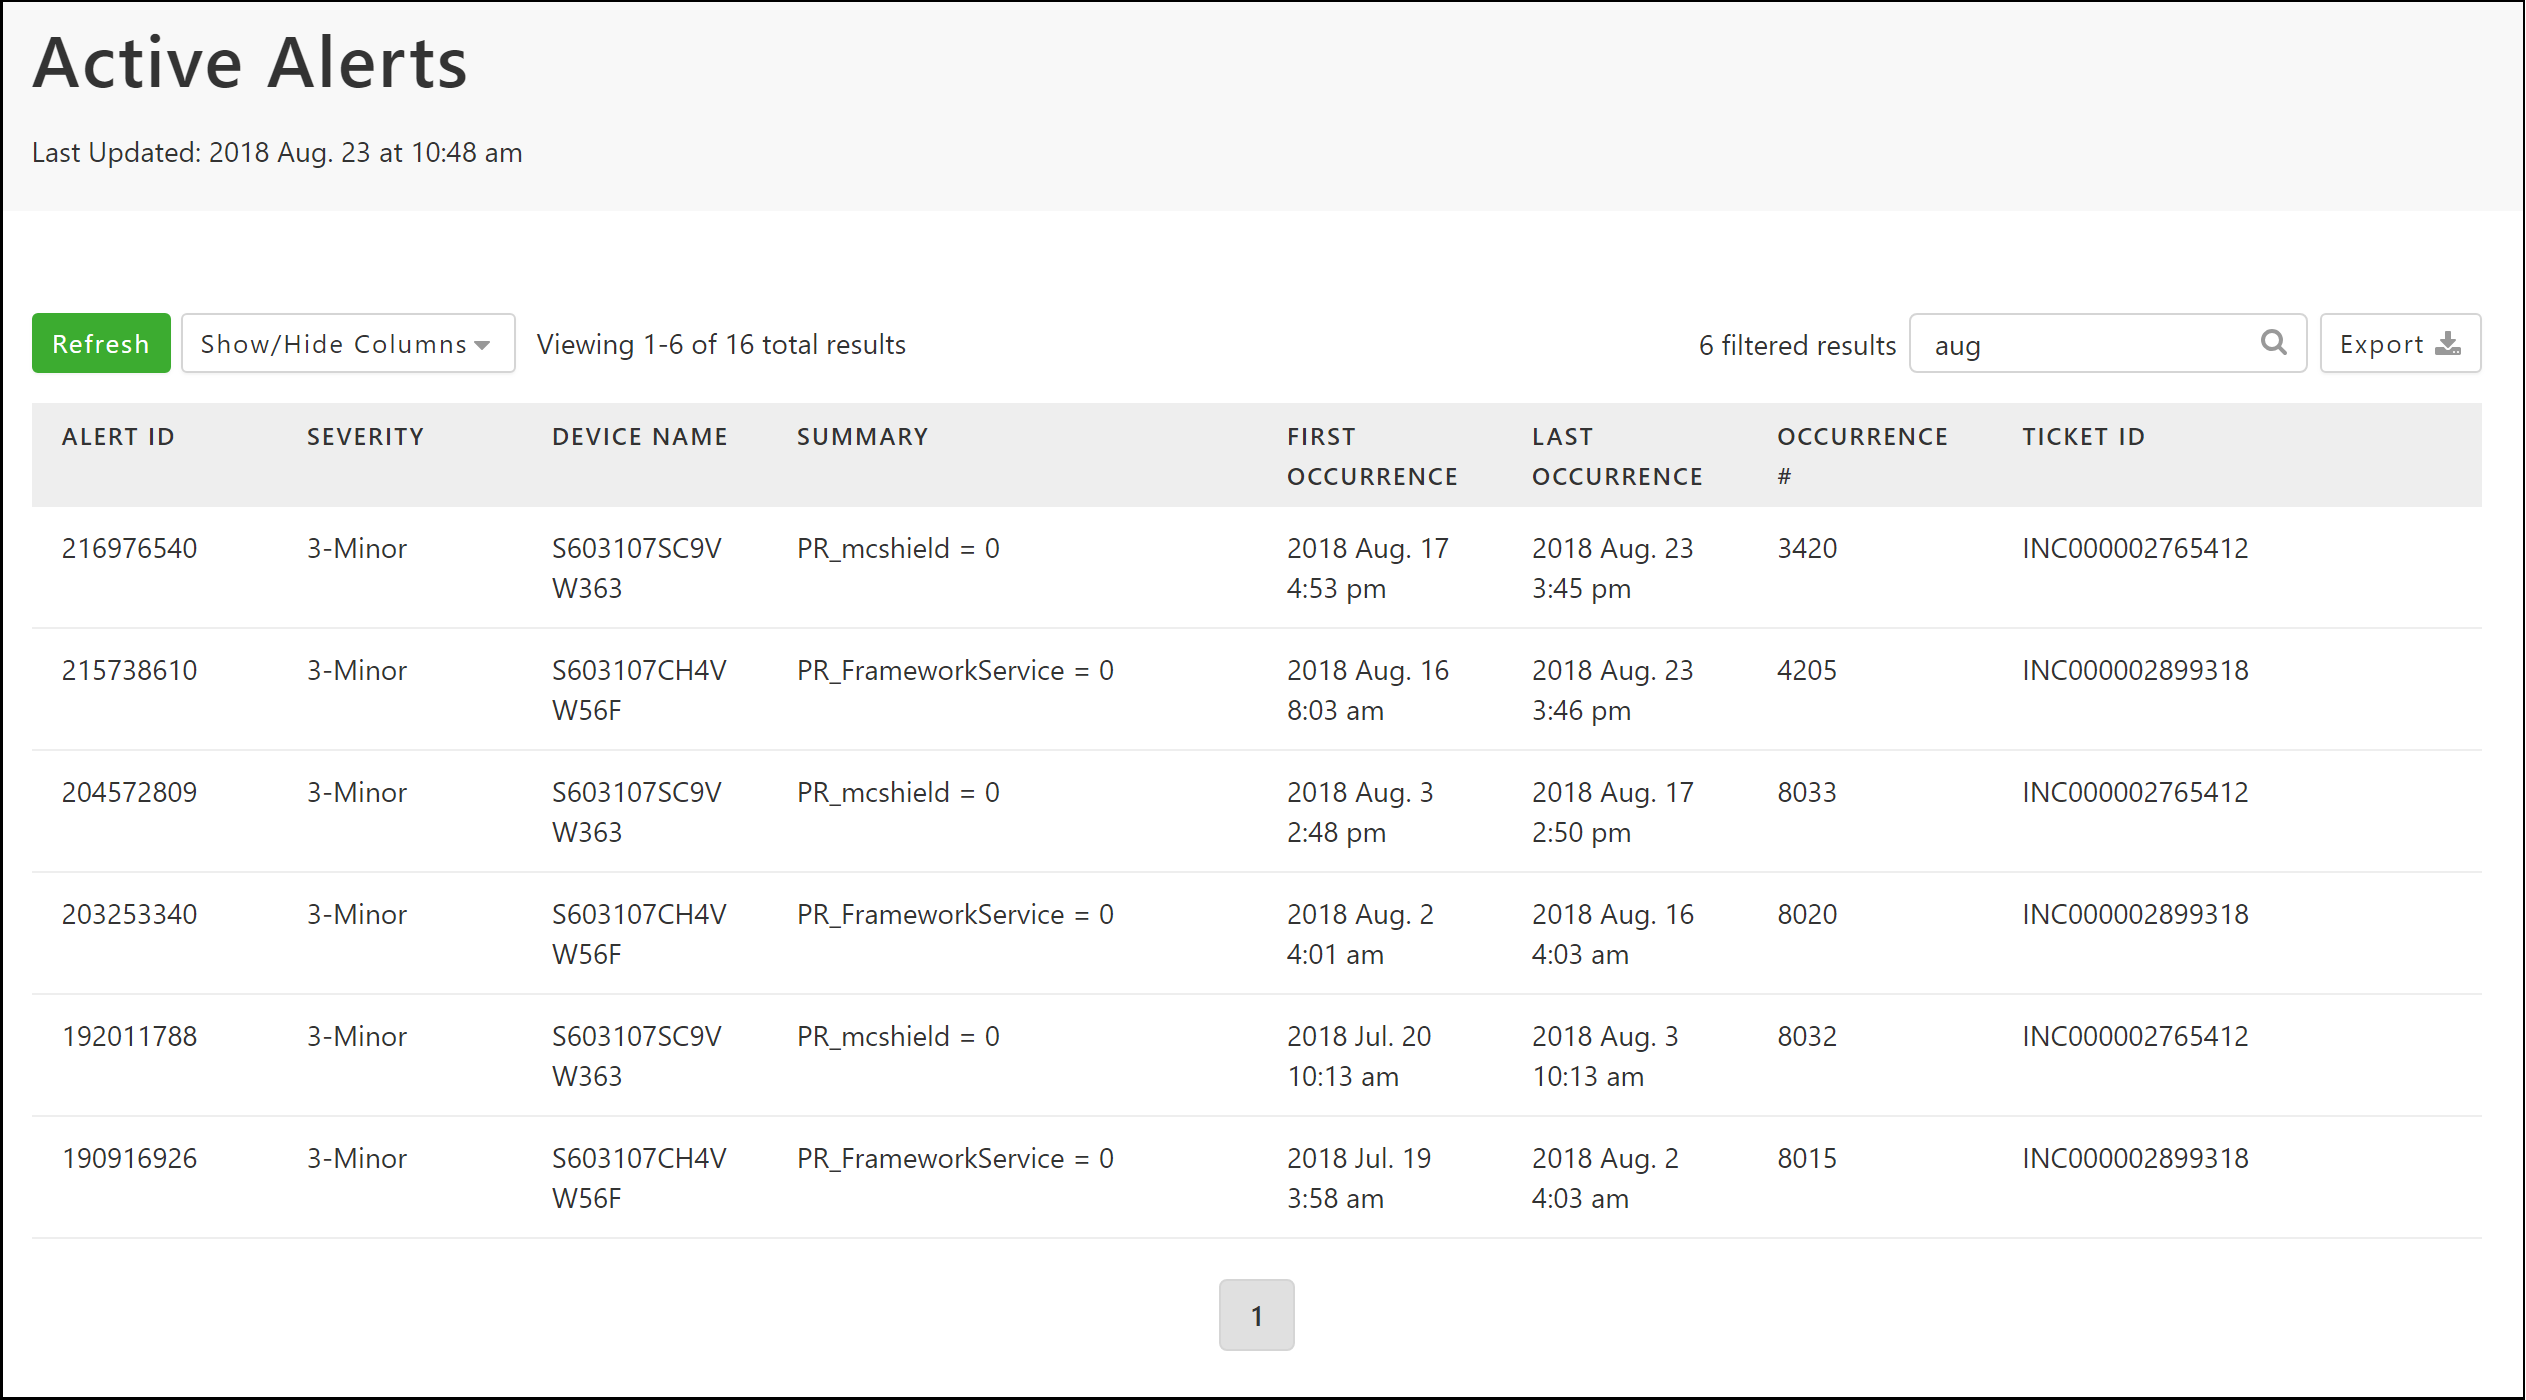 Active Alerts
Last Updated: 2018 Aug. 23 at 10:48 am
Refresh Show/Hide Columns Viewing 1-6 of 16 total results 6 filtered results aug Export
ALERT ID SEVERITY DEVICE NAME SUMMARY FIRST LAST OCCURRENCE TICKET ID
OCCURRENCE OCCURRENCE #
216976540 3-Minor S603107SC9V PR_mcshield = 0 2018 Aug. 17 2018 Aug. 23 3420 INC000002765412
W363 4:53 pm 3:45 pm
215738610 3-Minor S603107CH4V PR_FrameworkService = 0 2018 Aug. 16 2018 Aug. 23 4205 INC000002899318
W56F 8:03 am 3:46 pm
204572809 3-Minor S603107SC9V PR_mcshield = 0 2018 Aug. 3 2018 Aug. 17 8033 INC000002765412
W363 2:48 pm 2:50 pm
203253340 3-Minor S603107CH4V PR_FrameworkService = 0 2018 Aug. 2 2018 Aug. 16 8020 INC000002899318
W56F 4:01 am 4:03 am
192011788 3-Minor S603107SC9V PR_mcshield = 0 2018 Jul. 20 2018 Aug. 3 8032 INC000002765412
W363 10:13 am 10:13 am
190916926 3-Minor S603107CH4V PR_FrameworkService = 0 2018 Jul. 19 2018 Aug. 2 8015 INC000002899318
W56F 3:58 am 4:03 am
1